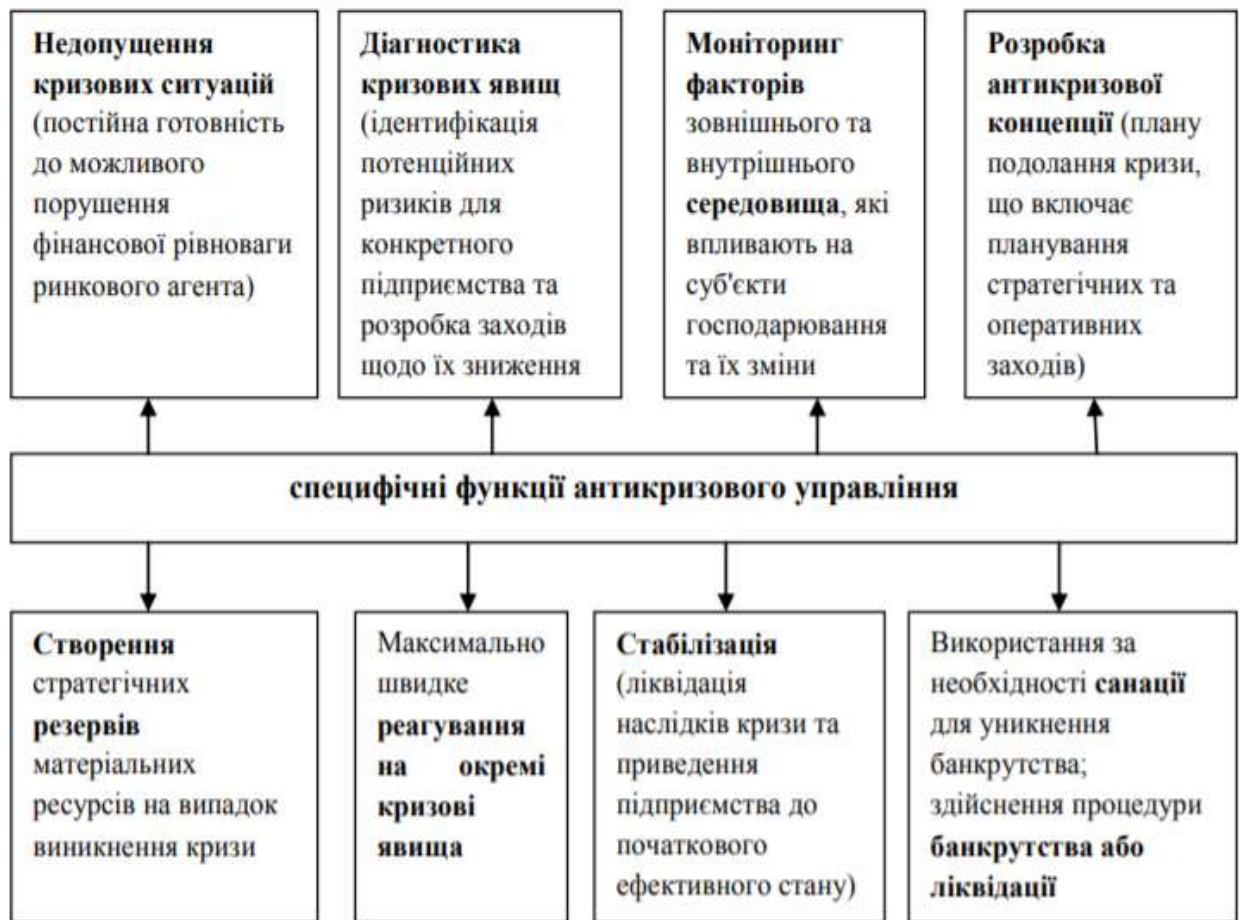 Недопущення
кризових ситуацій
(постійна готовність
до можливого
порушення
фінансової рівноваги
ринкового агента)
Діагностика
кризових явищ
(ідентифікація
потенційних
ризиків для
конкретного
підприємства та
розробка заходів
щодо їх зниження
Моніторинг
факторів
зовнішнього та
внутрішнього
середовища, які
впливають на
суб'єкти
господарювання
та їх зміни
Розробка
антикризової
концепції (плану
подолання кризи,
що включає
планування
стратегічних та
оперативних
заходів)
специфічні функції антикризового управління
Створення
стратегічних
резервів
матеріальних
ресурсів на випадок
виникнення кризи
Максимально
швидке
реагування
на окремі
кризові
явища
Стабілізація
(ліквідація
наслідків кризи та
приведення
підприємства до
початкового
ефективного стану)
Використання за
необхідності санації
для уникнення
банкрутства;
здійснення процедури
банкрутства або
ліквідації